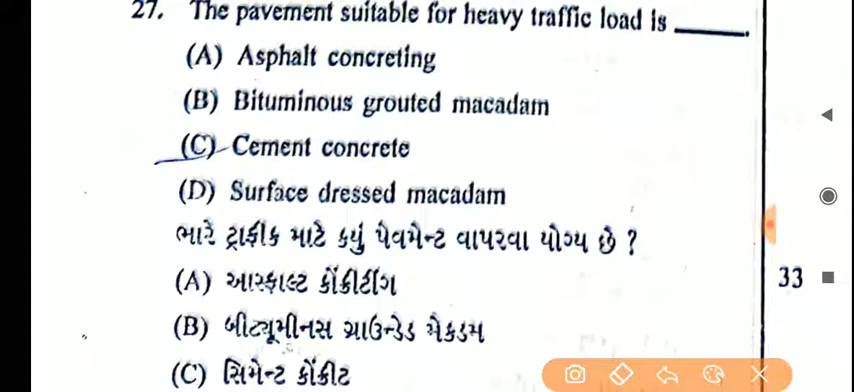 27. The pavement suitable for heavy traffic load is ______.
(A) Asphalt concreting
(B) Bituminous grouted macadam
(C) Cement concrete
(D) Surface dressed macadam
ભારે ટ્રાફીક માટે કયું પેવમેન્ટ વાપરવા યોગ્ય છે ?
(A) આસ્ફાલ્ટ કોંક્રીટીંગ
33
(B) બીટ્યૂમીનસ ગ્રાઉન્ડેડ મેકડમ
(C) સિમેન્ટ કોંક્રીટ